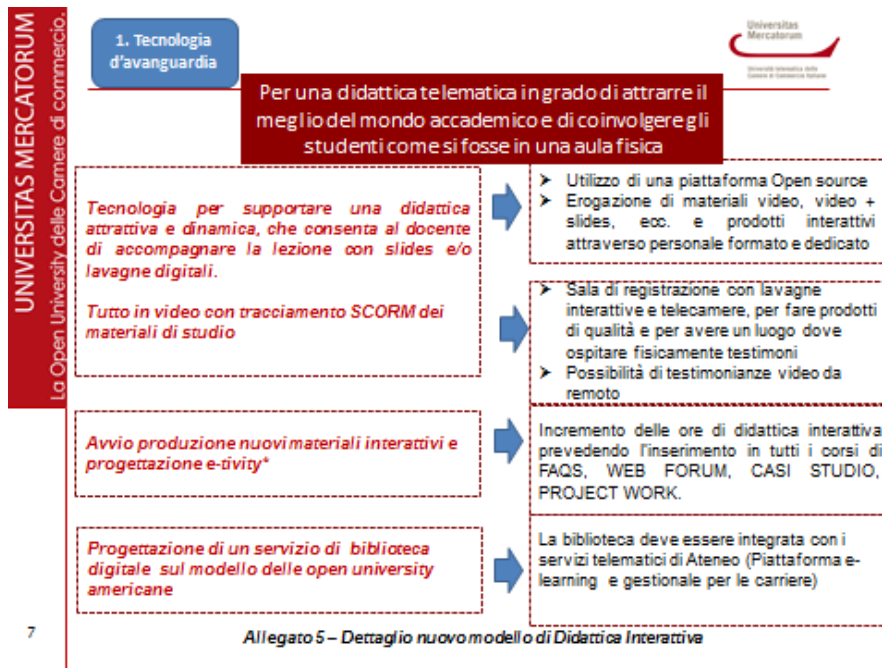 UNIVERSITAS MERCATORUM
La Open University delle Camere di commercio.
1. Tecnologia
d'avanguardia
Universitas
Mercatorum
Università telematica delle
Camere di Commercio Italiane
Per una didattica telematica in grado di attrarre il
meglio del mondo accademico e di coinvolgere gli
studenti come si fosse in una aula fisica
Tecnologia per supportare una didattica
attrattiva e dinamica, che consenta al docente
di accompagnare la lezione con slides e/o
lavagne digitali.
Tutto in video con tracciamento SCORM dei
materiali di studio
➤ Utilizzo di una piattaforma Open source
➤ Erogazione di materiali video, video +
slides, ecc. e prodotti interattivi
attraverso personale formato e dedicato
➤ Sala di registrazione con lavagne
interattive e telecamere, per fare prodotti
di qualità e per avere un luogo dove
ospitare fisicamente testimoni
➤ Possibilità di testimonianze video da
remoto
Avvio produzione nuovi materiali interattivi e
progettazione e-tivity*
Incremento delle ore di didattica interattiva
prevedendo l'inserimento in tutti i corsi di
FAQS, WEB FORUM, CASI STUDIO,
PROJECT WORK.
Progettazione di un servizio di biblioteca
digitale sul modello delle open university
americane
La biblioteca deve essere integrata con i
servizi telematici di Ateneo (Piattaforma e-
learning e gestionale per le carriere)
7
Allegato 5 – Dettaglio nuovo modello di Didattica Interattiva